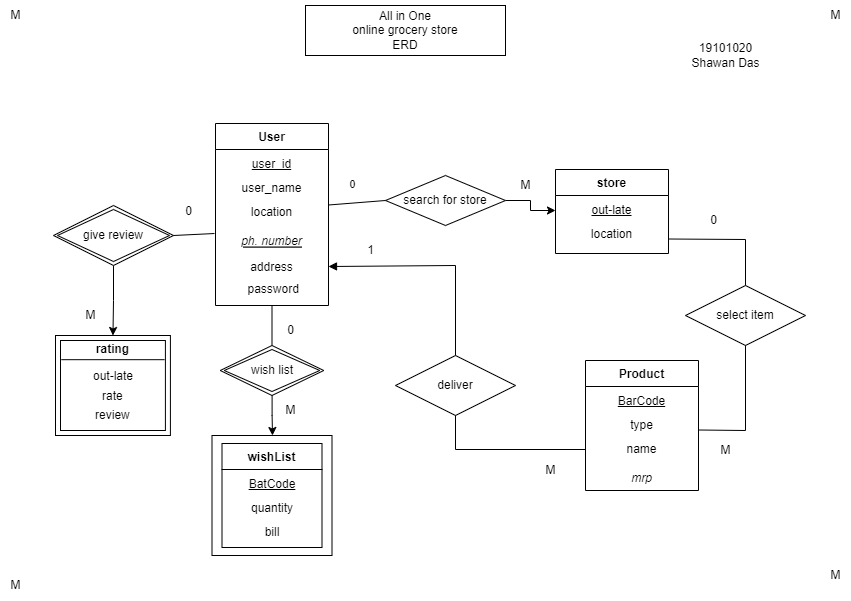 M
M
All in One
online grocery store
ERD
19101020
Shawan Das
User
user_id
user_name
location
ph. number
address
password
0
search for store
M
store
out-late
location
0
give review
0
select item
M
1
M
rating
out-late
rate
review
0
wish list
M
wishList
BatCode
quantity
bill
deliver
M
Product
BarCode
type
name
mrp
M
M